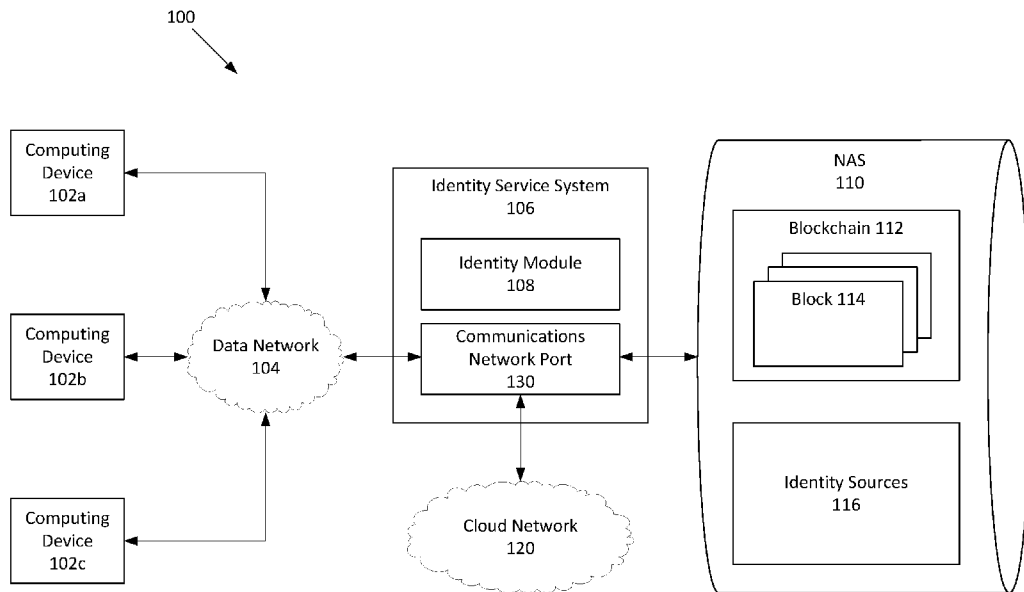 100
Computing
Device
102a
Computing
Device
102b
Computing
Device
102c
Data Network
104
Identity Service System
106
Identity Module
108
Communications
Network Port
130
Cloud Network
120
NAS
110
Blockchain 112
Block 114
Identity Sources
116